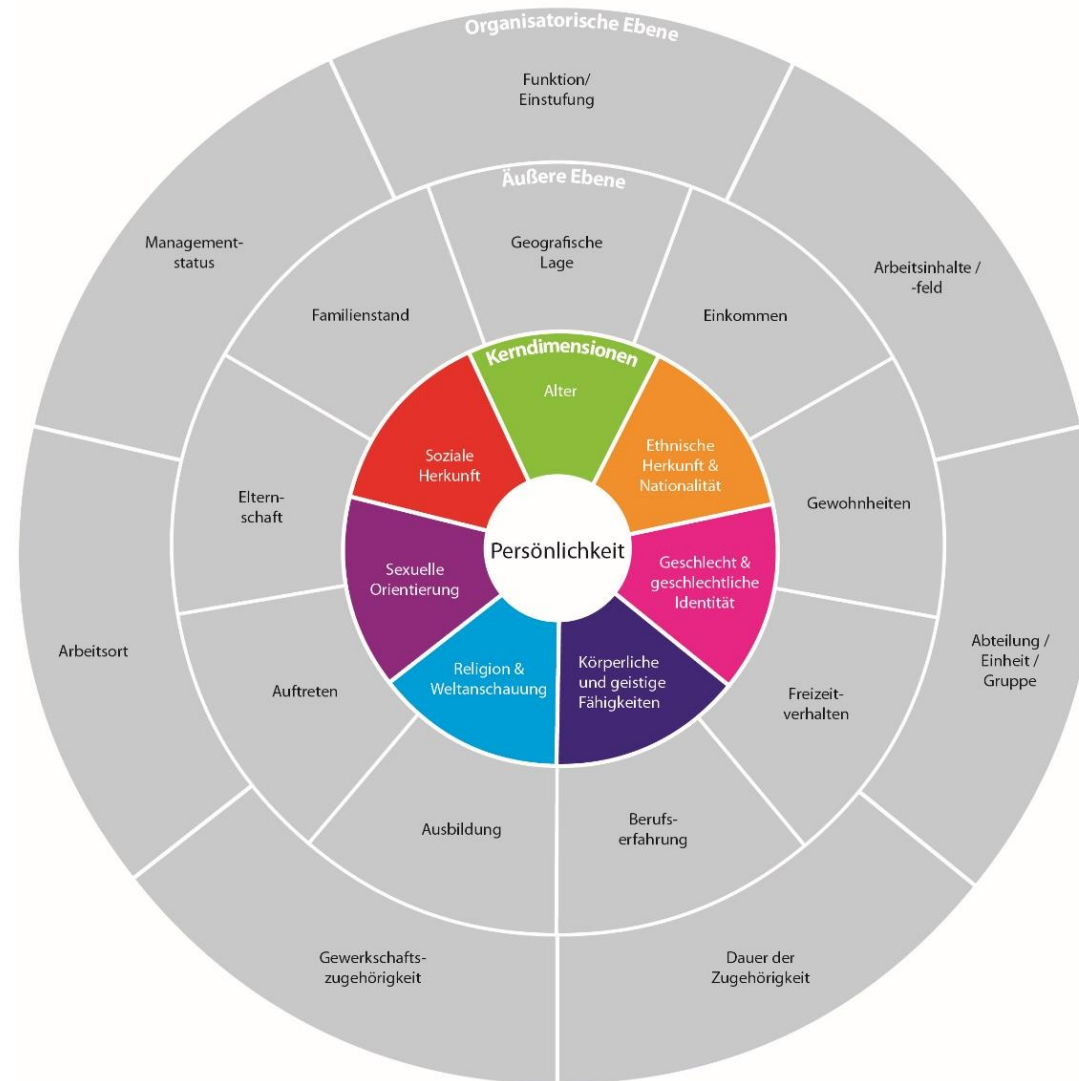 Organisatorische Ebene
Funktion/
Einstufung
Arbeitsinhalte /
-feld
Abteilung /
Einheit /
Gruppe
Dauer der
Zugehörigkeit
Gewerkschafts-
zugehörigkeit
Arbeitsort
Management-
status
Äußere Ebene
Geografische
Lage
Einkommen
Gewohnheiten
Freizeit-
verhalten
Berufs-
erfahrung
Ausbildung
Auftreten
Eltern-
schaft
Familienstand
Kerndimensionen
Alter
Ethnische
Herkunft &
Nationalität
Geschlecht &
geschlechtliche
Identität
Körperliche
und geistige
Fähigkeiten
Religion &
Weltanschauung
Sexuelle
Orientierung
Soziale
Herkunft
Persönlichkeit